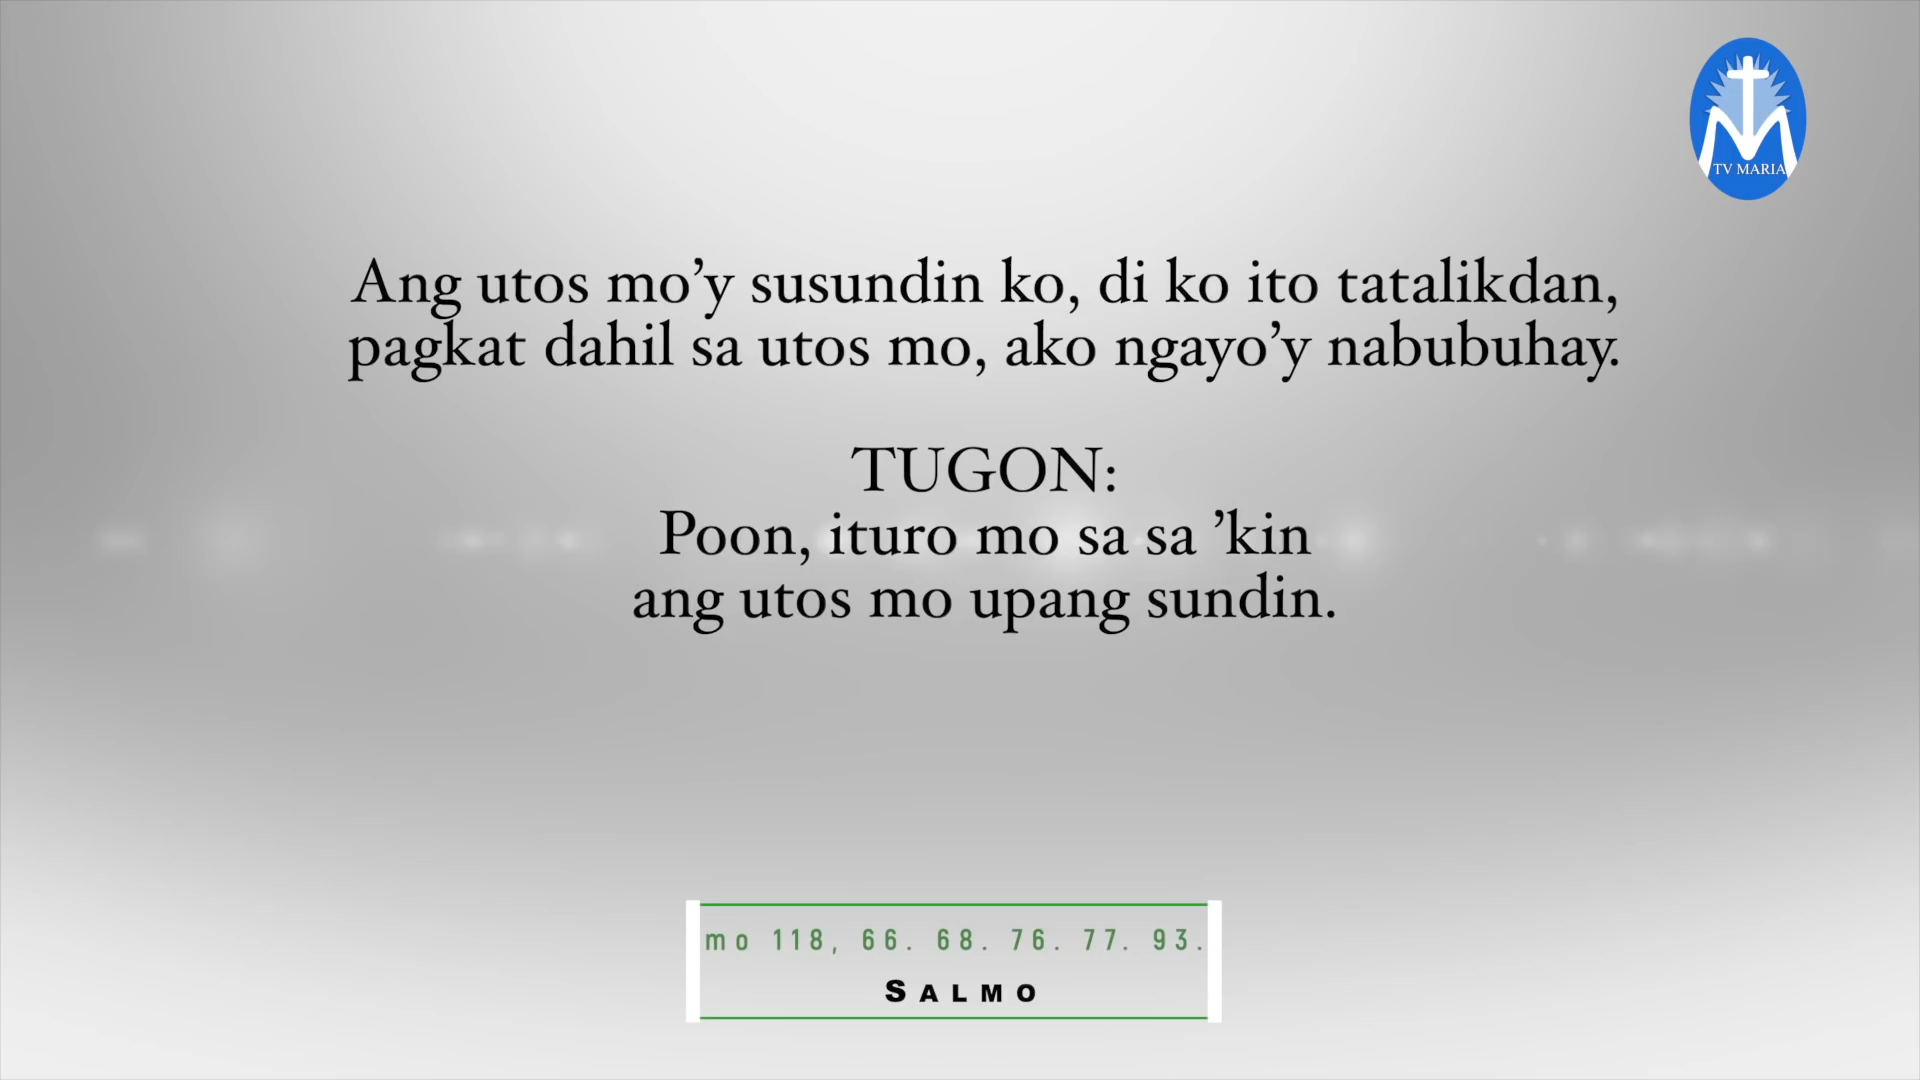 TV MARIA
Ang utos mo’y susundin ko, di ko ito tatalikdan,
pagkat dahil sa utos mo, ako ngayo’y nabubuhay.
TUGON:
Poon, ituro mo sa sa ’kin
ang utos mo upang sundin.
mo 118, 66. 68. 76. 77. 93.
SALMO